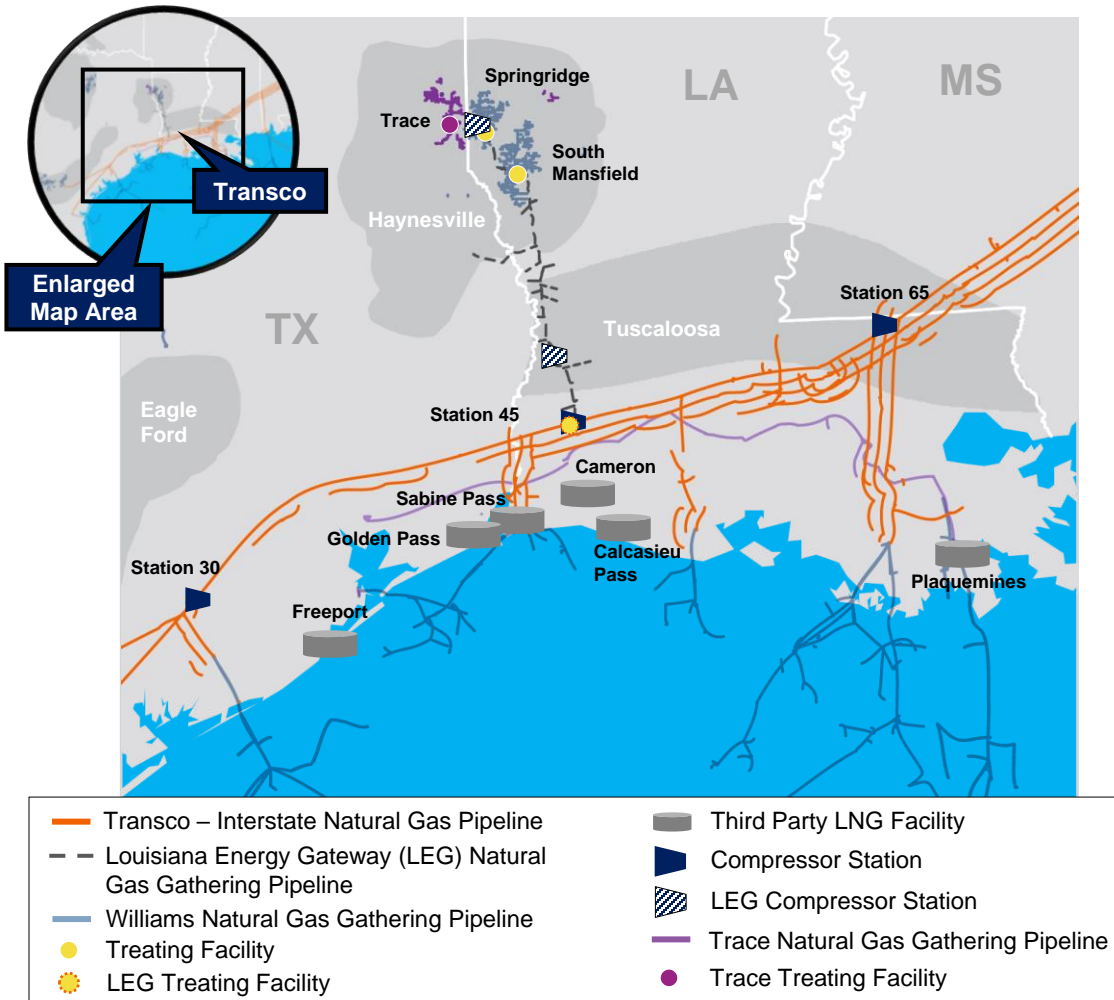 Springridge
LA
MS
Trace
South
Mansfield
Transco
Haynesville
Enlarged
Map Area
Station 65
TX
Tuscaloosa
Eagle
Ford
Station 45
Cameron
Sabine Pass
Golden Pass
Calcasieu
Pass
Station 30
Plaquemines
Freeport
Transco – Interstate Natural Gas Pipeline
Louisiana Energy Gateway (LEG) Natural
Gas Gathering Pipeline
Williams Natural Gas Gathering Pipeline
Treating Facility
LEG Treating Facility
Third Party LNG Facility
Compressor Station
LEG Compressor Station
Trace Natural Gas Gathering Pipeline
Trace Treating Facility